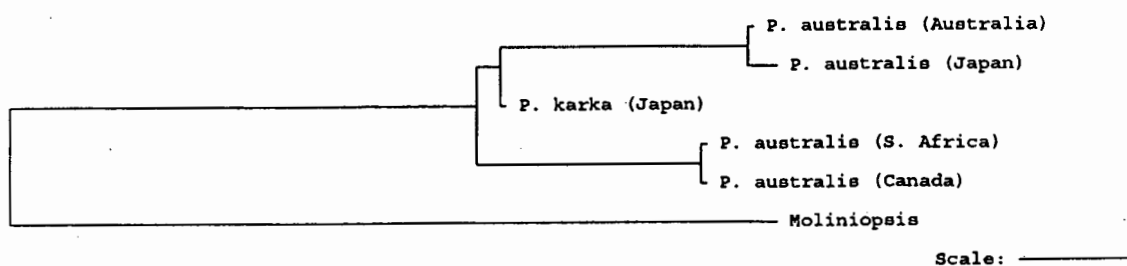 P. australis (Australia)
P. australis (Japan)
P. karka (Japan)
P. australis (S. Africa)
P. australis (Canada)
Moliniopsis
Scale: